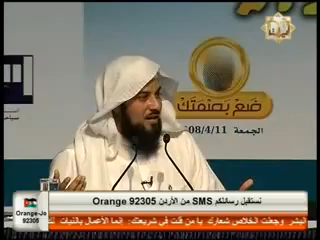 ضع بصمتك
الجمعة 08/4/11
نستقبل رسائلكم SMS من الأردن Orange 92305
Orange-Jo
92305
البشر وجعلت الخلاص شعارك يا من قلت في شريعتك: إنما الأعمال بالنيات